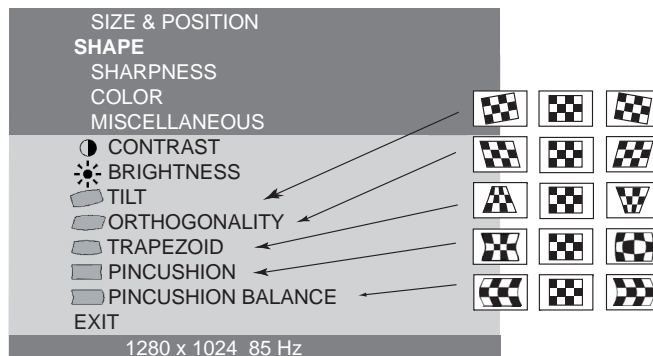 SIZE & POSITION
SHAPE
SHARPNESS
COLOR
MISCELLANEOUS
CONTRAST
BRIGHTNESS
TILT
ORTHOGONALITY
TRAPEZOID
PINCUSHION
PINCUSHION BALANCE
EXIT
1280 x 1024 85 Hz